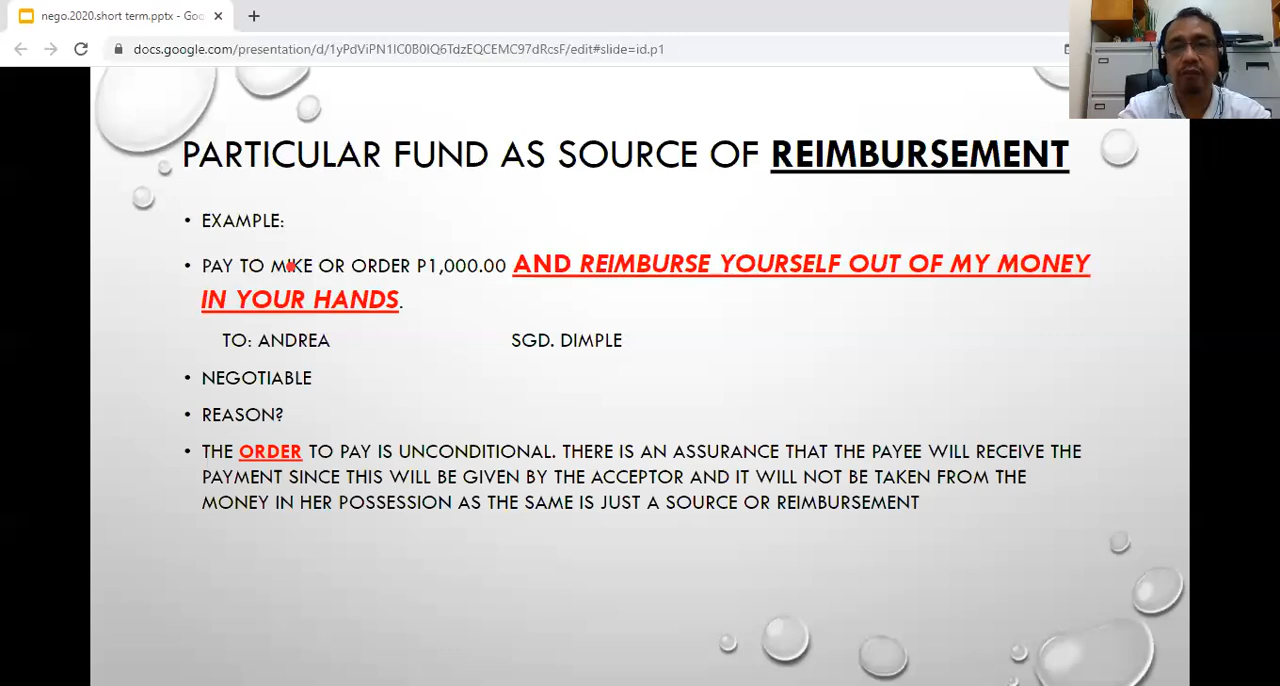 nego.2020.short term.pptx - Goo
docs.google.com/presentation/d/1yPdViPN1IC0B0IQ6TdzEQCEMC97dRcsF/edit#slide=id.p1
PARTICULAR FUND AS SOURCE OF REIMBURSEMENT
• EXAMPLE:
• PAY TO MIKE OR ORDER P1,000.00 AND REIMBURSE YOURSELF OUT OF MY MONEY
IN YOUR HANDS.
TO: ANDREA SGD. DIMPLE
• NEGOTIABLE
• REASON?
• THE ORDER TO PAY IS UNCONDITIONAL. THERE IS AN ASSURANCE THAT THE PAYEE WILL RECEIVE THE
PAYMENT SINCE THIS WILL BE GIVEN BY THE ACCEPTOR AND IT WILL NOT BE TAKEN FROM THE
MONEY IN HER POSSESSION AS THE SAME IS JUST A SOURCE OR REIMBURSEMENT